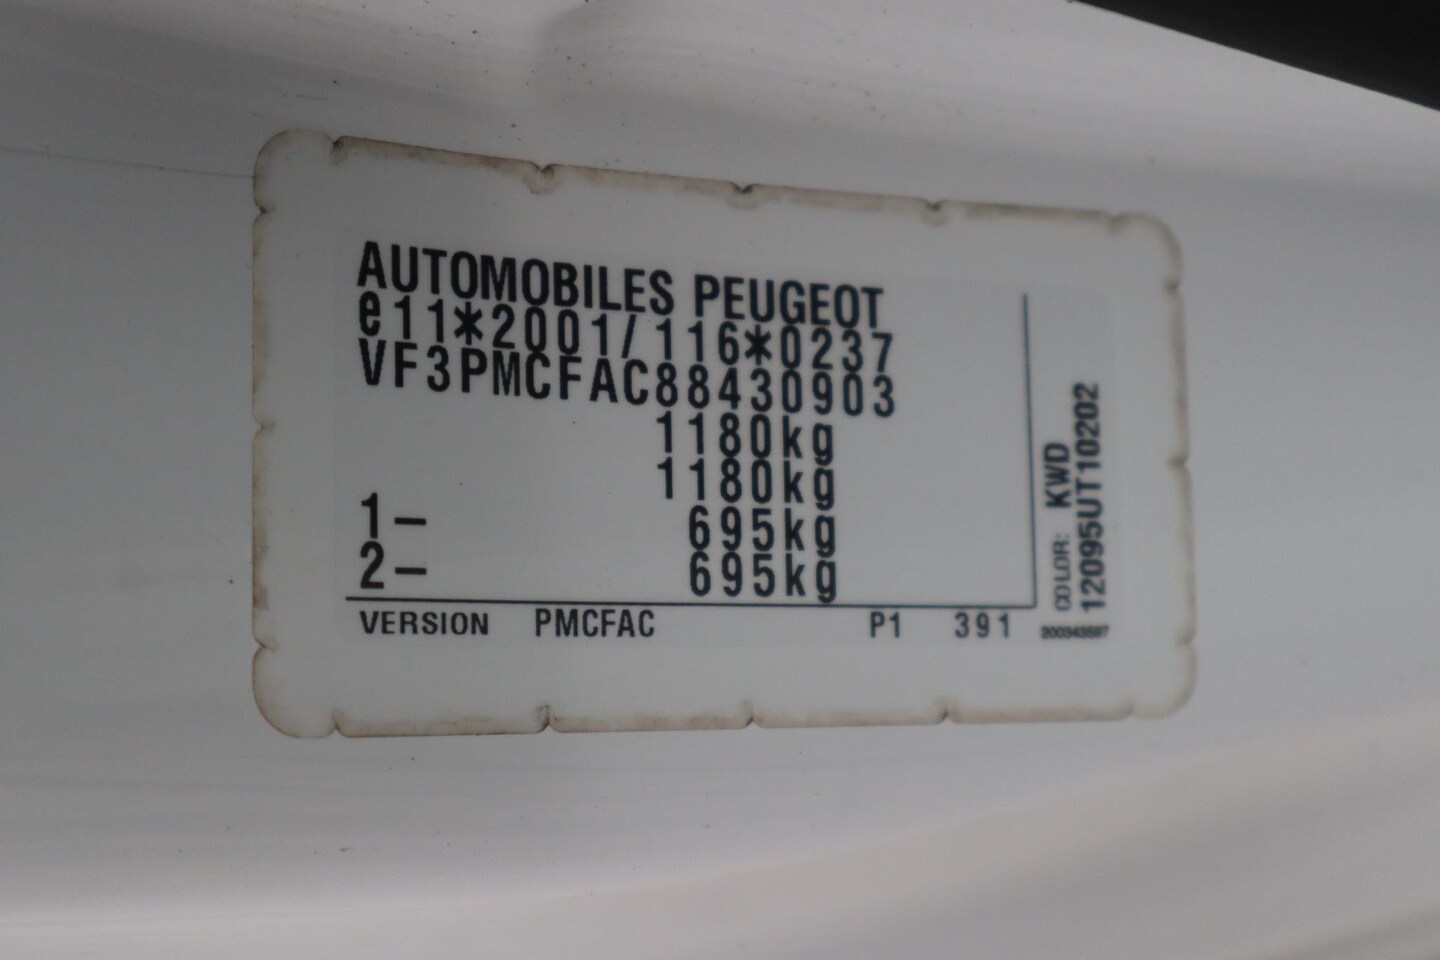 AUTOMOBILES PEUGEOT
e11*2001/116*0237
VF3PMCFAC88430903
1180kg
1180kg
1- 695kg
2- 695kg
VERSION PMCFAC P1 391
COLOR: KWD
12095UT10202